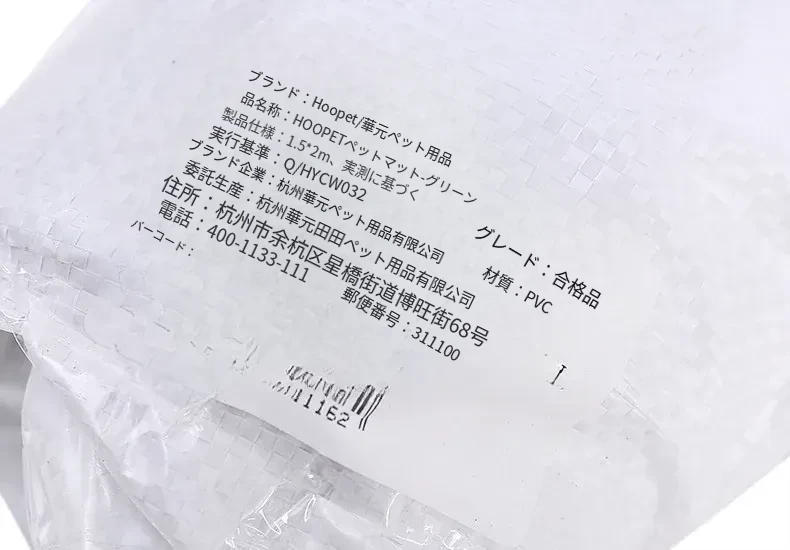 ブランド：Hoopet/華元ペット用品
品名称：HOOPETペットマット-グリーン
製品仕様：1.5*2m、実測に基づく
グレード：合格品
実行基準：Q/HYCW032
材質：PVC
ブランド企業：杭州華元ペット用品有限公司
委託生産：杭州華元田田ペット用品有限公司
住所：杭州市余杭区星橋街道博旺街68号
電話：400-1133-111
郵便番号：311100
バーコード：
11162